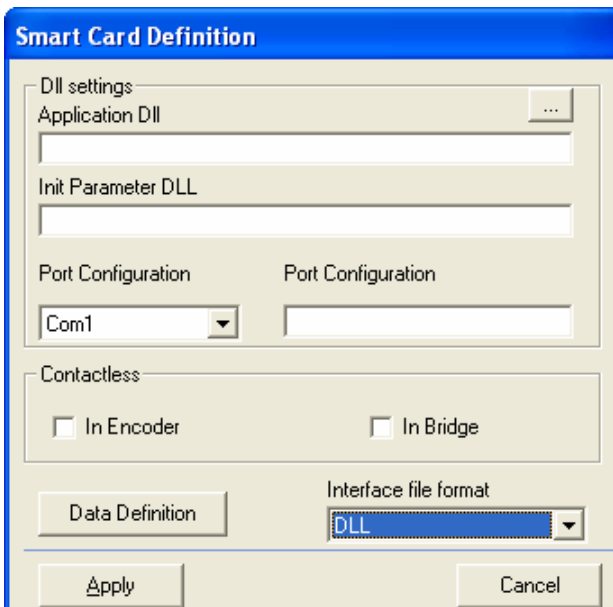 Smart Card Definition
Dll settings
Application Dll
...
Init Parameter DLL
Port Configuration Port Configuration
Com1
Contactless
In Encoder In Bridge
Interface file format
Data Definition
DLL
Apply Cancel